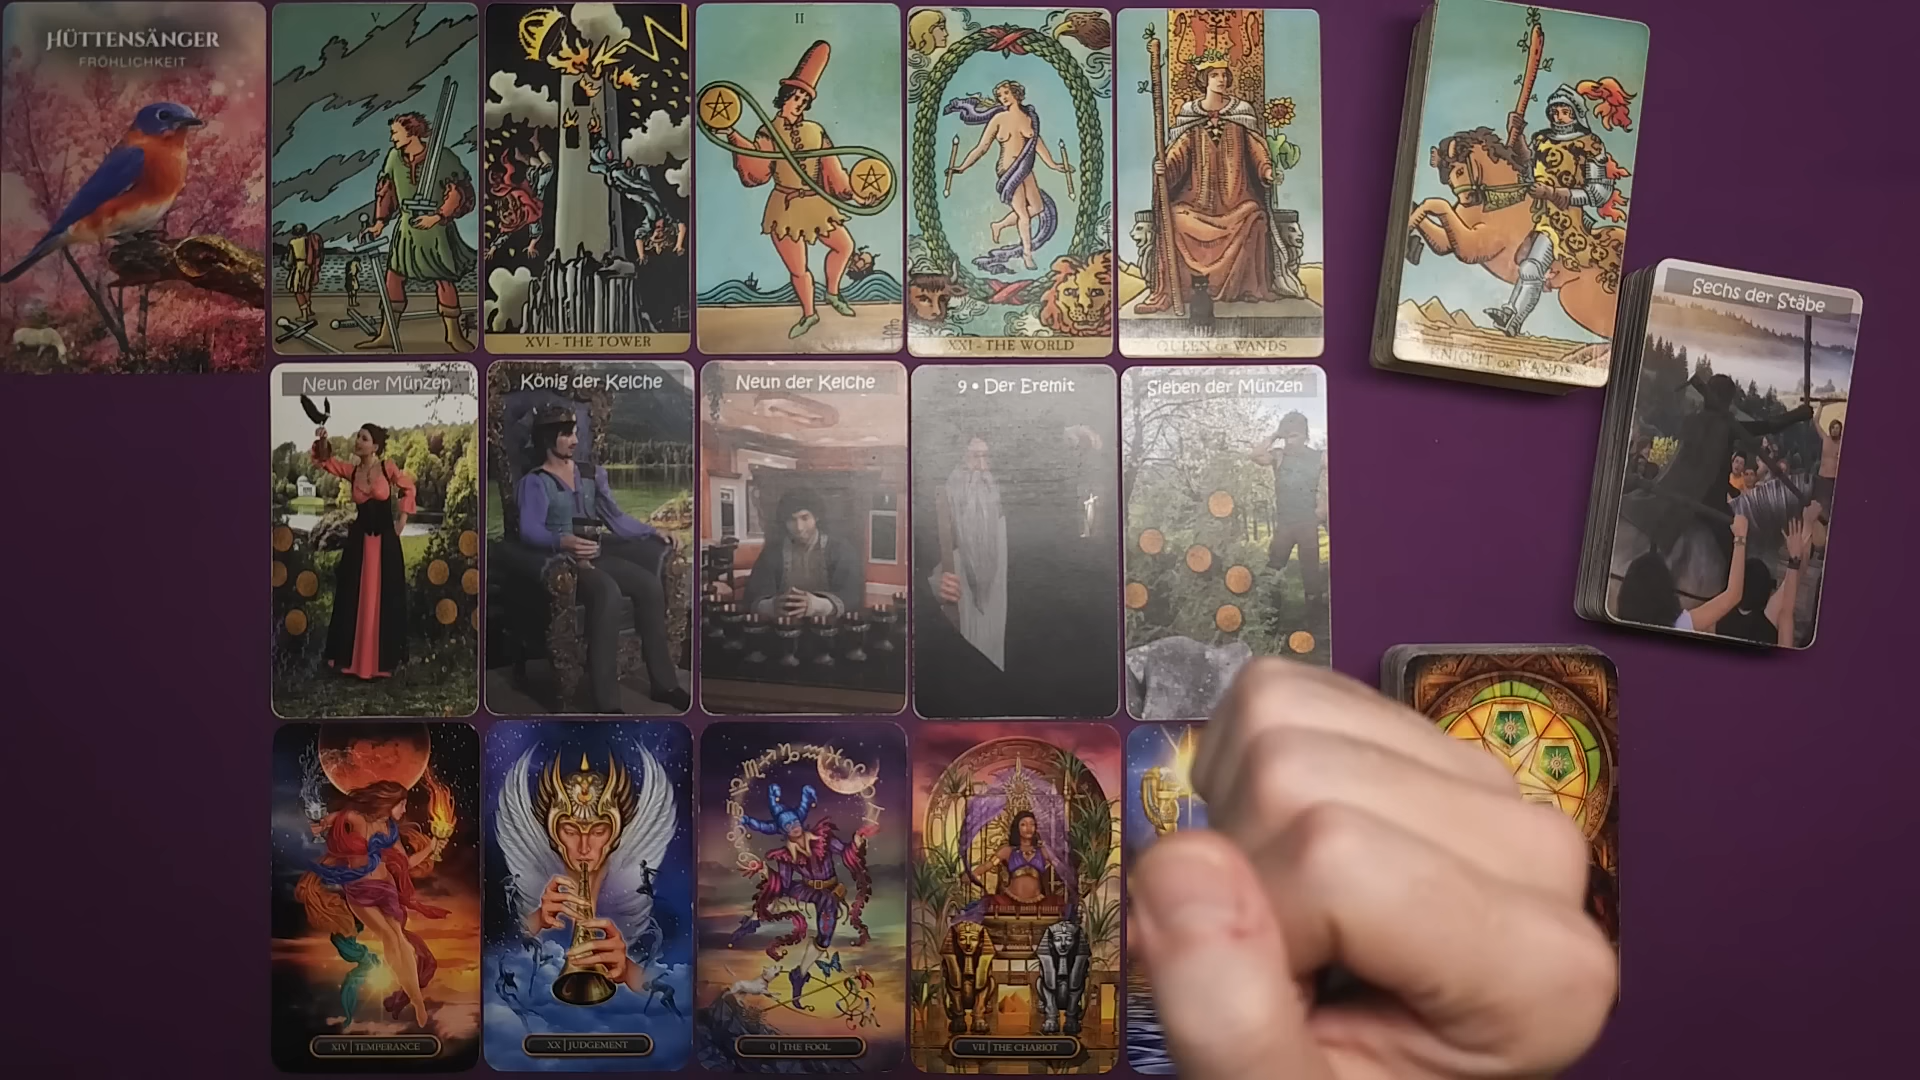 HÜTTENSÄNGER
FRÖHLICHKEIT
V
XVI - THE TOWER
II
XXI - THE WORLD
QUEEN OF WANDS
KNIGHT OF WANDS
Sechs der Stäbe
Neun der Münzen
König der Kelche
Neun der Kelche
9 • Der Eremit
Sieben der Münzen
XIV | TEMPERANCE
XX | JUDGEMENT
0 | THE FOOL
VII | THE CHARIOT